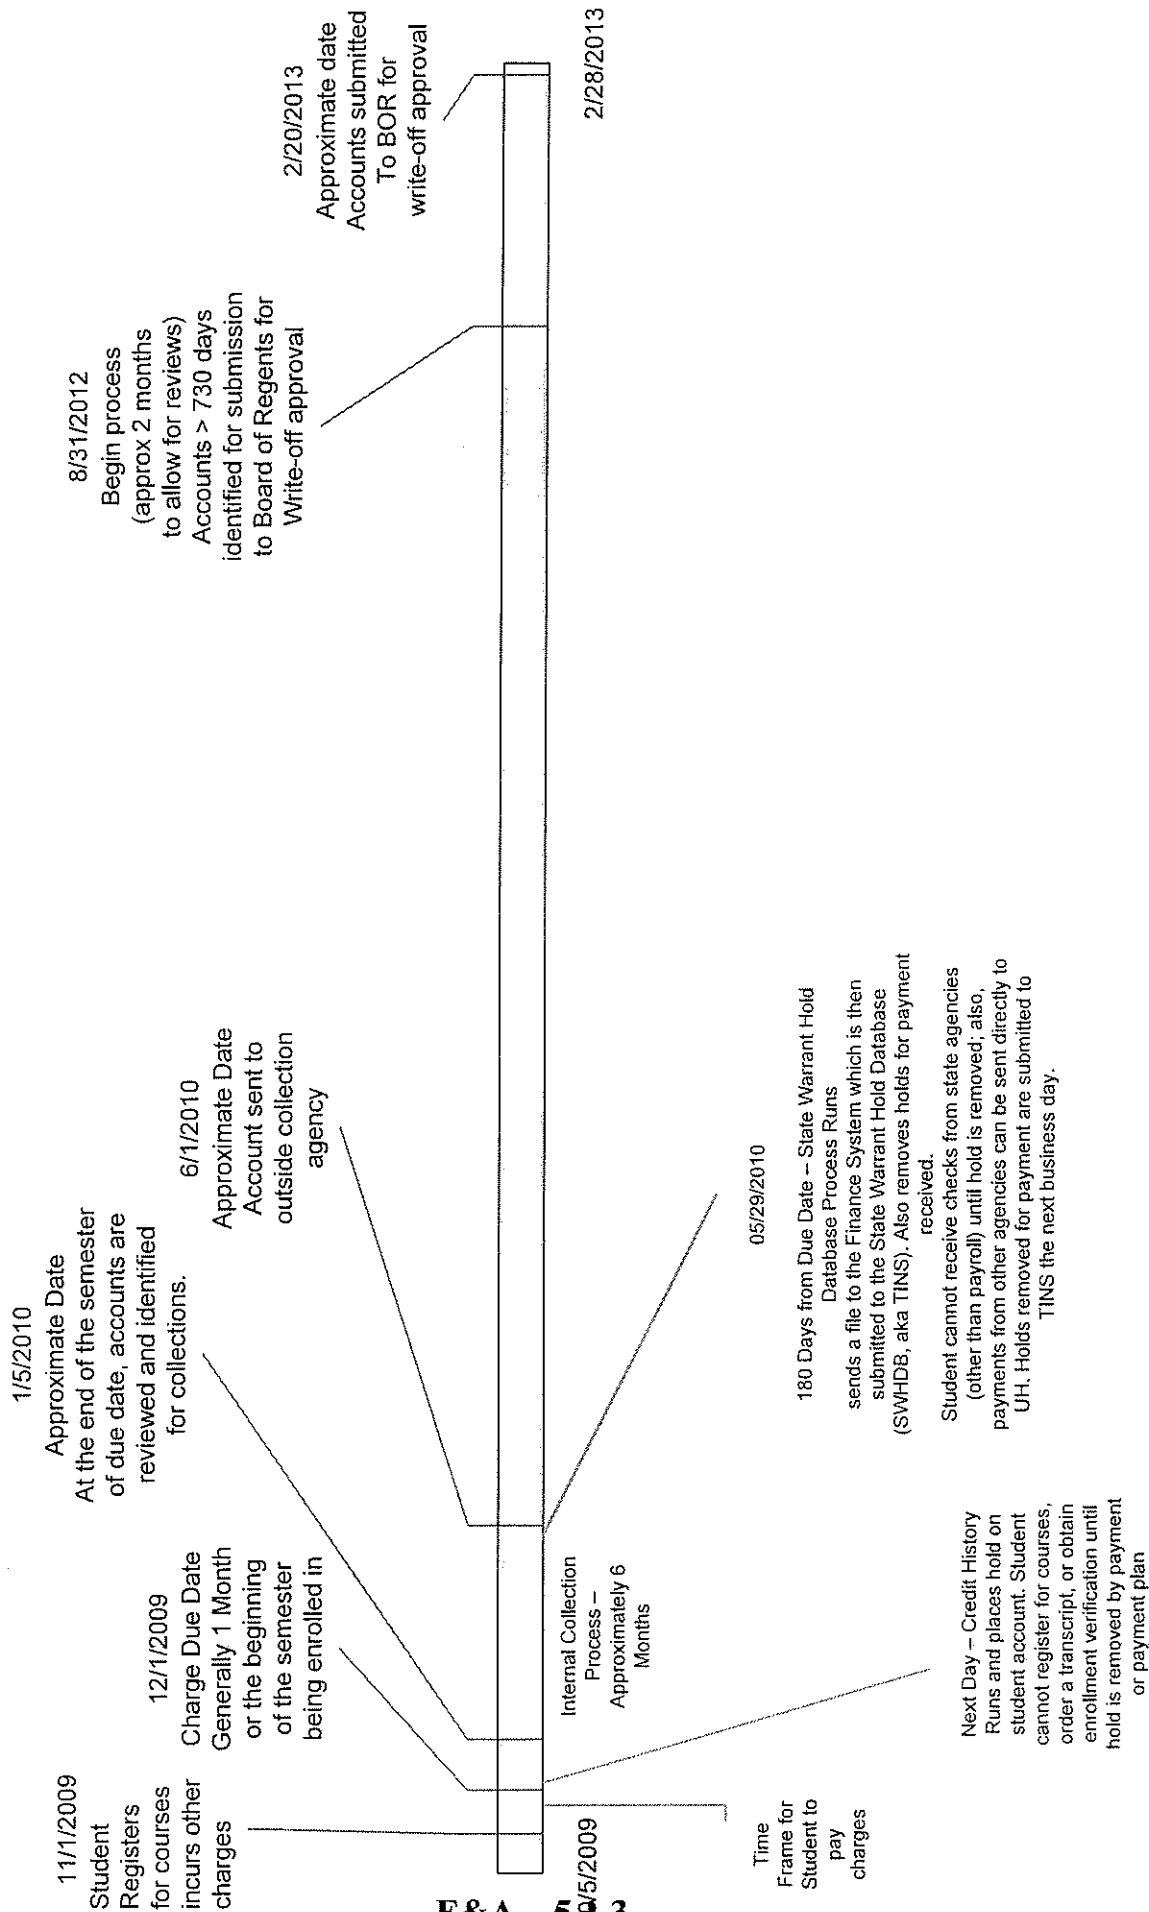 11/1/2009
Student
Registers
for courses
incurs other
charges
12/1/2009
Charge Due Date
Generally 1 Month
or the beginning
of the semester
being enrolled in
1/5/2010
Approximate Date
At the end of the semester
of due date, accounts are
reviewed and identified
for collections.
6/1/2010
Approximate Date
Account sent to
outside collection
agency
8/31/2012
Begin process
(approx 2 months
to allow for reviews)
Accounts > 730 days
identified for submission
to Board of Regents for
Write-off approval
2/20/2013
Approximate date
Accounts submitted
To BOR for
write-off approval
/5/2009
2/28/2013
Time
Frame for
Student to
pay
charges
Internal Collection
Process –
Approximately 6
Months
Next Day – Credit History
Runs and places hold on
student account. Student
cannot register for courses,
order a transcript, or obtain
enrollment verification until
hold is removed by payment
or payment plan
05/29/2010
180 Days from Due Date – State Warrant Hold
Database Process Runs
sends a file to the Finance System which is then
submitted to the State Warrant Hold Database
(SWHDB, aka TINS). Also removes holds for payment
received.
Student cannot receive checks from state agencies
(other than payroll) until hold is removed; also,
payments from other agencies can be sent directly to
UH. Holds removed for payment are submitted to
TINS the next business day.